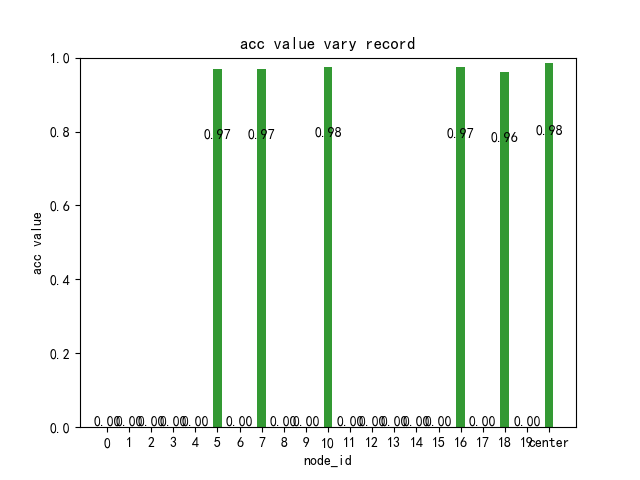 acc value vary record
1.0
0.8
0.6
0.4
0.2
0.0
acc value
0.97 0.97 0.98 0.97 0.96 0.98
0.00 0.00 0.00 0.00 0.00 0.00 0.00 0.00 0.00 0.00 0.00 0.00 0.00 0.00 0.00
0 1 2 3 4 5 6 7 8 9 10 11 12 13 14 15 16 17 18 19 center
node_id